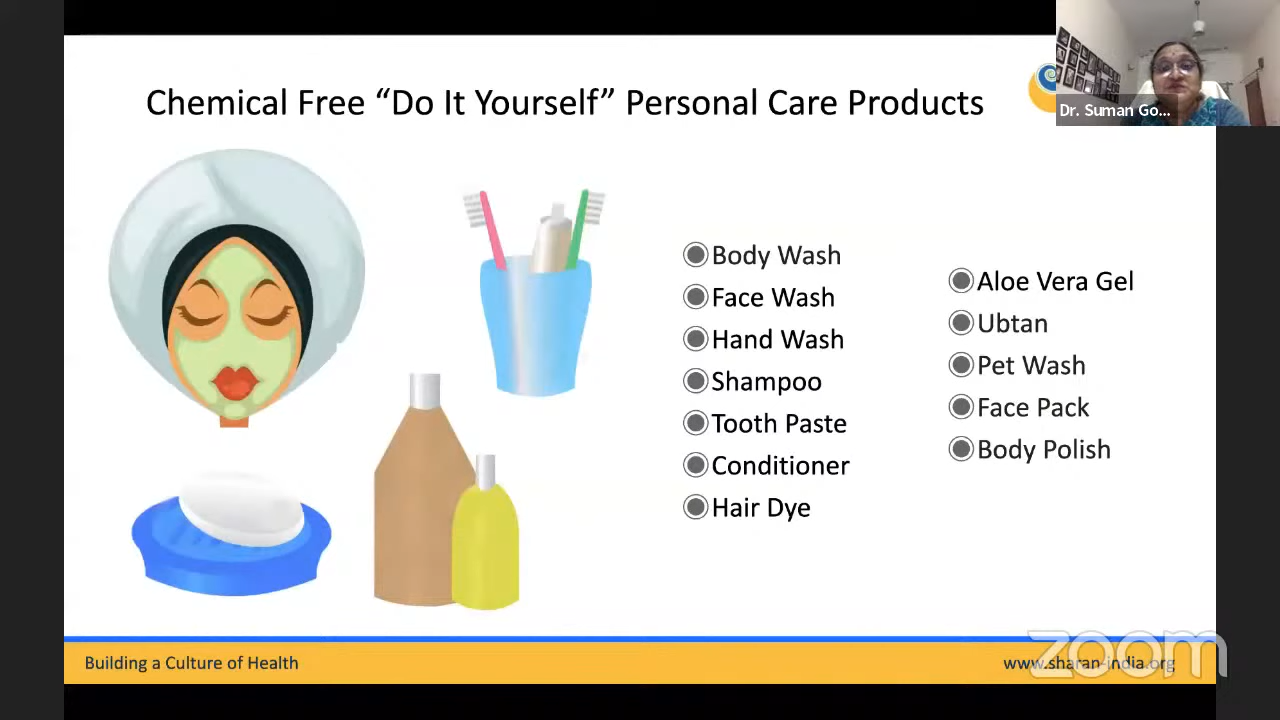 Chemical Free “Do It Yourself” Personal Care Products
Dr. Suman Go...
Body Wash
Face Wash
Hand Wash
Shampoo
Tooth Paste
Conditioner
Hair Dye
Aloe Vera Gel
Ubtan
Pet Wash
Face Pack
Body Polish
Building a Culture of Health
www.sharan-india.org
zoom